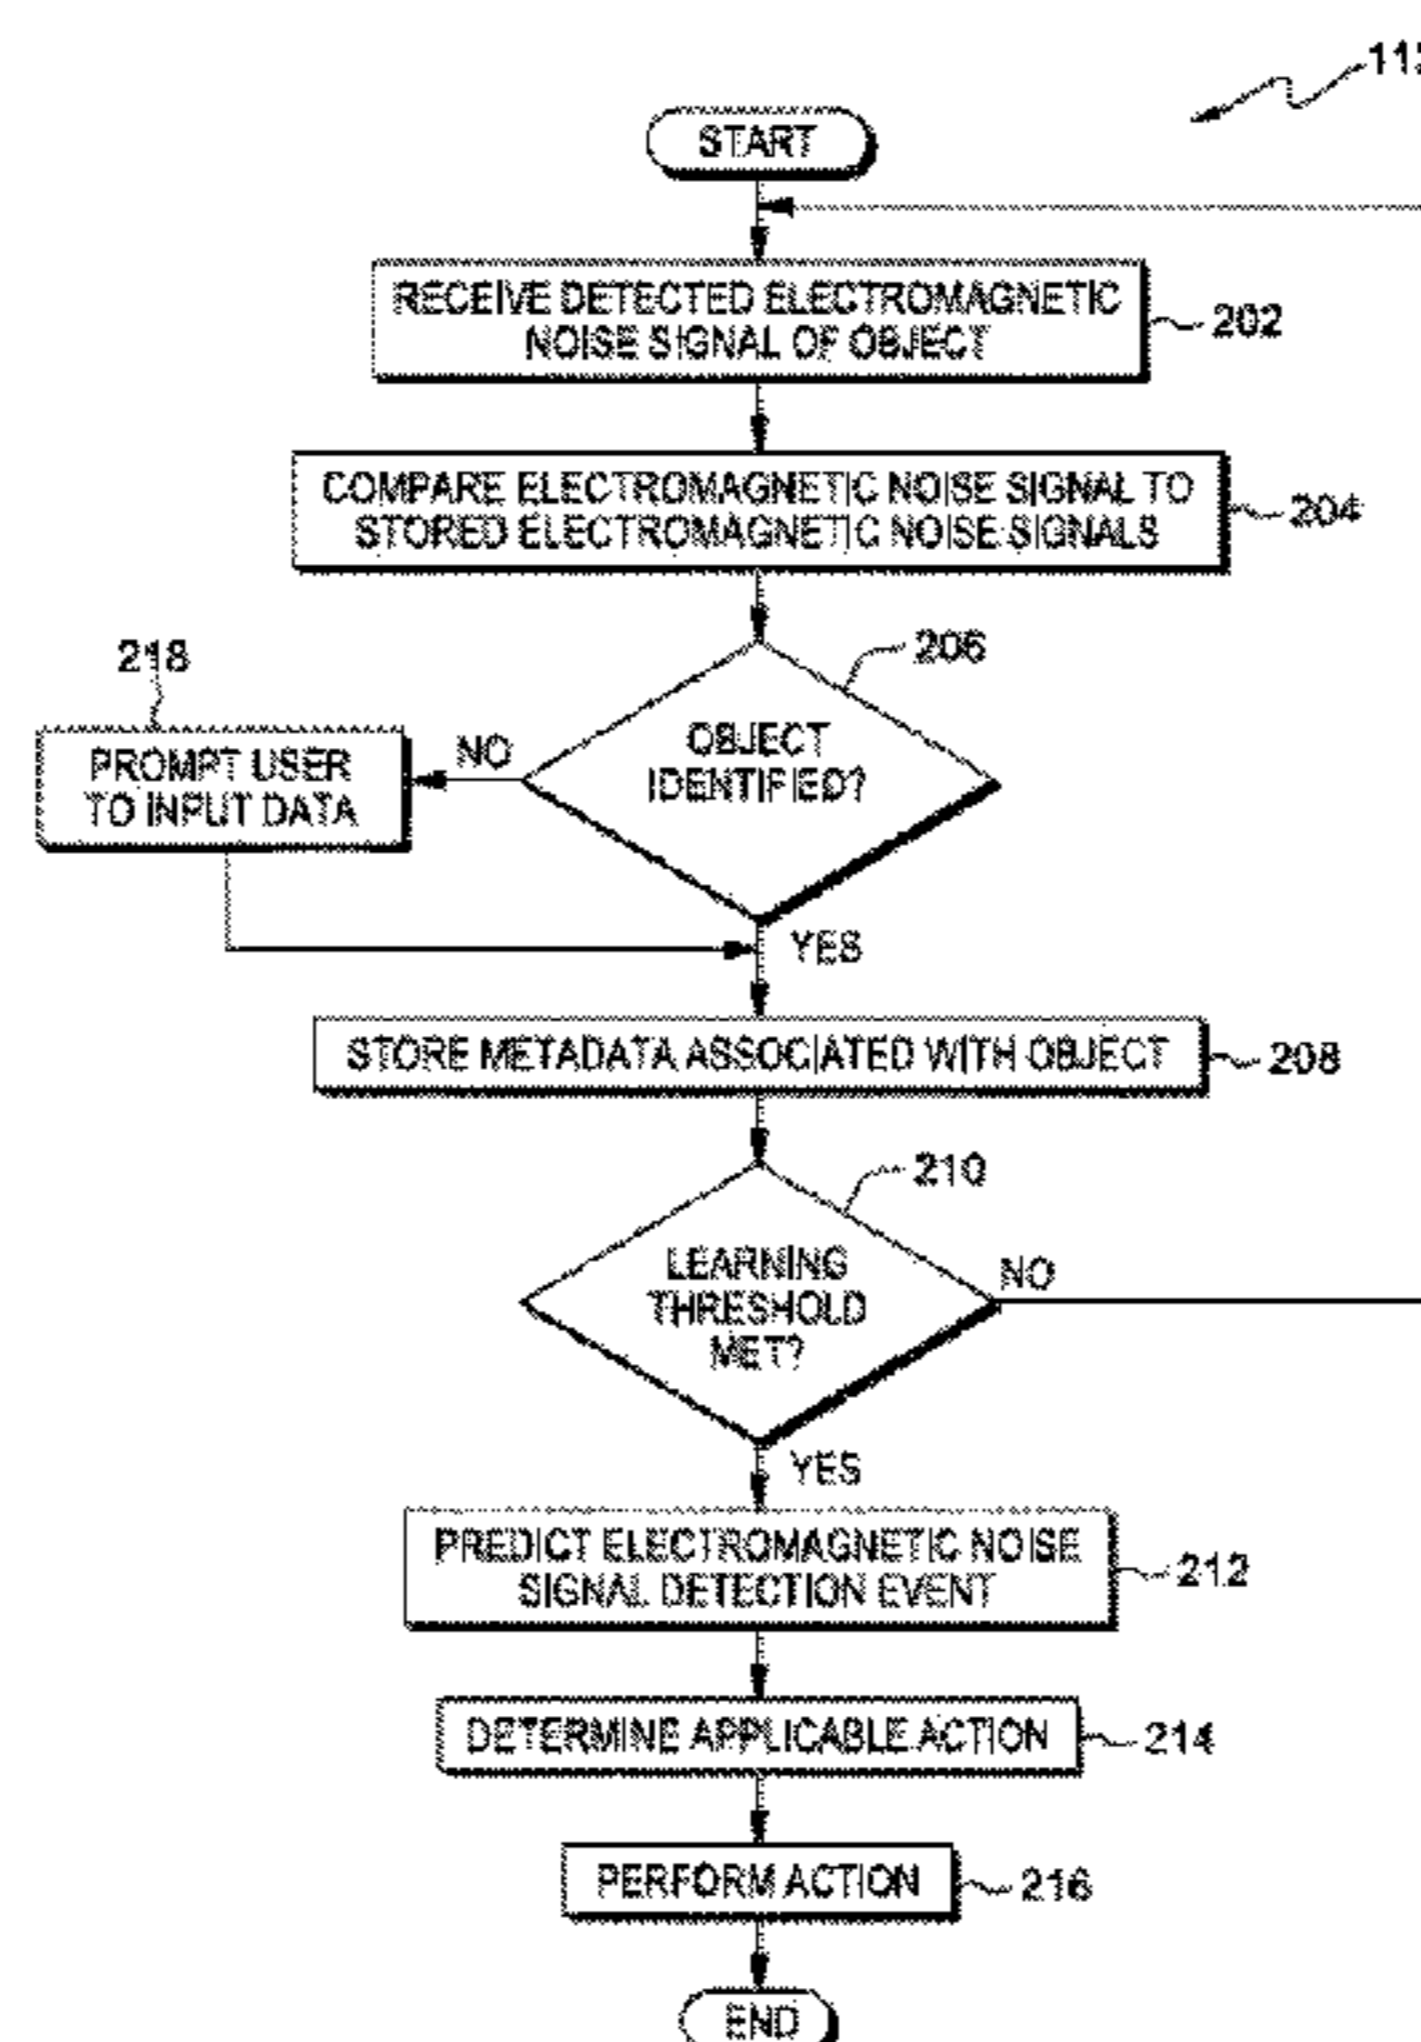 START
RECEIVE DETECTED ELECTROMAGNETIC
NOISE SIGNAL OF OBJECT
202
COMPARE ELECTROMAGNETIC NOISE SIGNAL TO
STORED ELECTROMAGNETIC NOISE SIGNALS
204
206
218
OBJECT
IDENTIFIED?
NO
PROMPT USER
TO INPUT DATA
YES
STORE METADATA ASSOCIATED WITH OBJECT
208
210
LEARNING
THRESHOLD
MET?
NO
YES
PREDICT ELECTROMAGNETIC NOISE
SIGNAL DETECTION EVENT
212
DETERMINE APPLICABLE ACTION
214
PERFORM ACTION
216
END